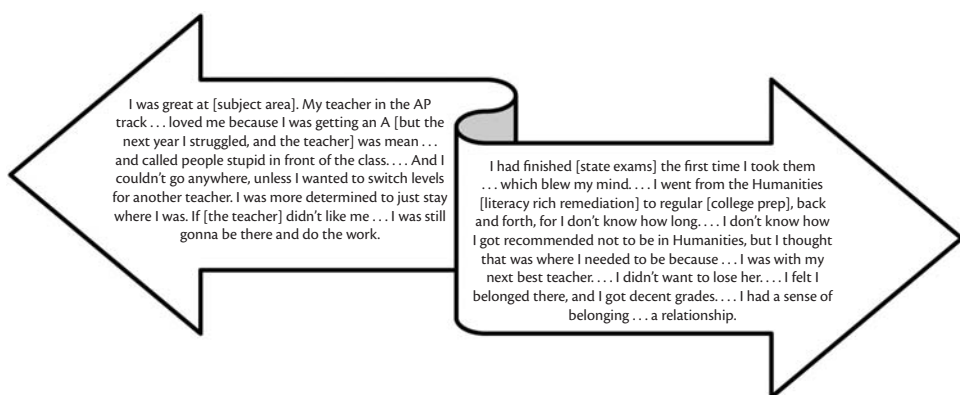 I was great at [subject area]. My teacher in the AP
track . . . loved me because I was getting an A [but the
next year I struggled, and the teacher] was mean . . .
and called people stupid in front of the class. . . . And I
couldn’t go anywhere, unless I wanted to switch levels
for another teacher. I was more determined to just stay
where I was. If [the teacher] didn’t like me . . . I was still
gonna be there and do the work.
I had finished [state exams] the first time I took them
. . . which blew my mind. . . . I went from the Humanities
[literacy rich remediation] to regular [college prep], back
and forth, for I don’t know how long. . . . I don’t know how
I got recommended not to be in Humanities, but I thought
that was where I needed to be because . . . I was with my
next best teacher. . . . I didn’t want to lose her. . . . I felt I
belonged there, and I got decent grades. . . . I had a sense of
belonging . . . a relationship.